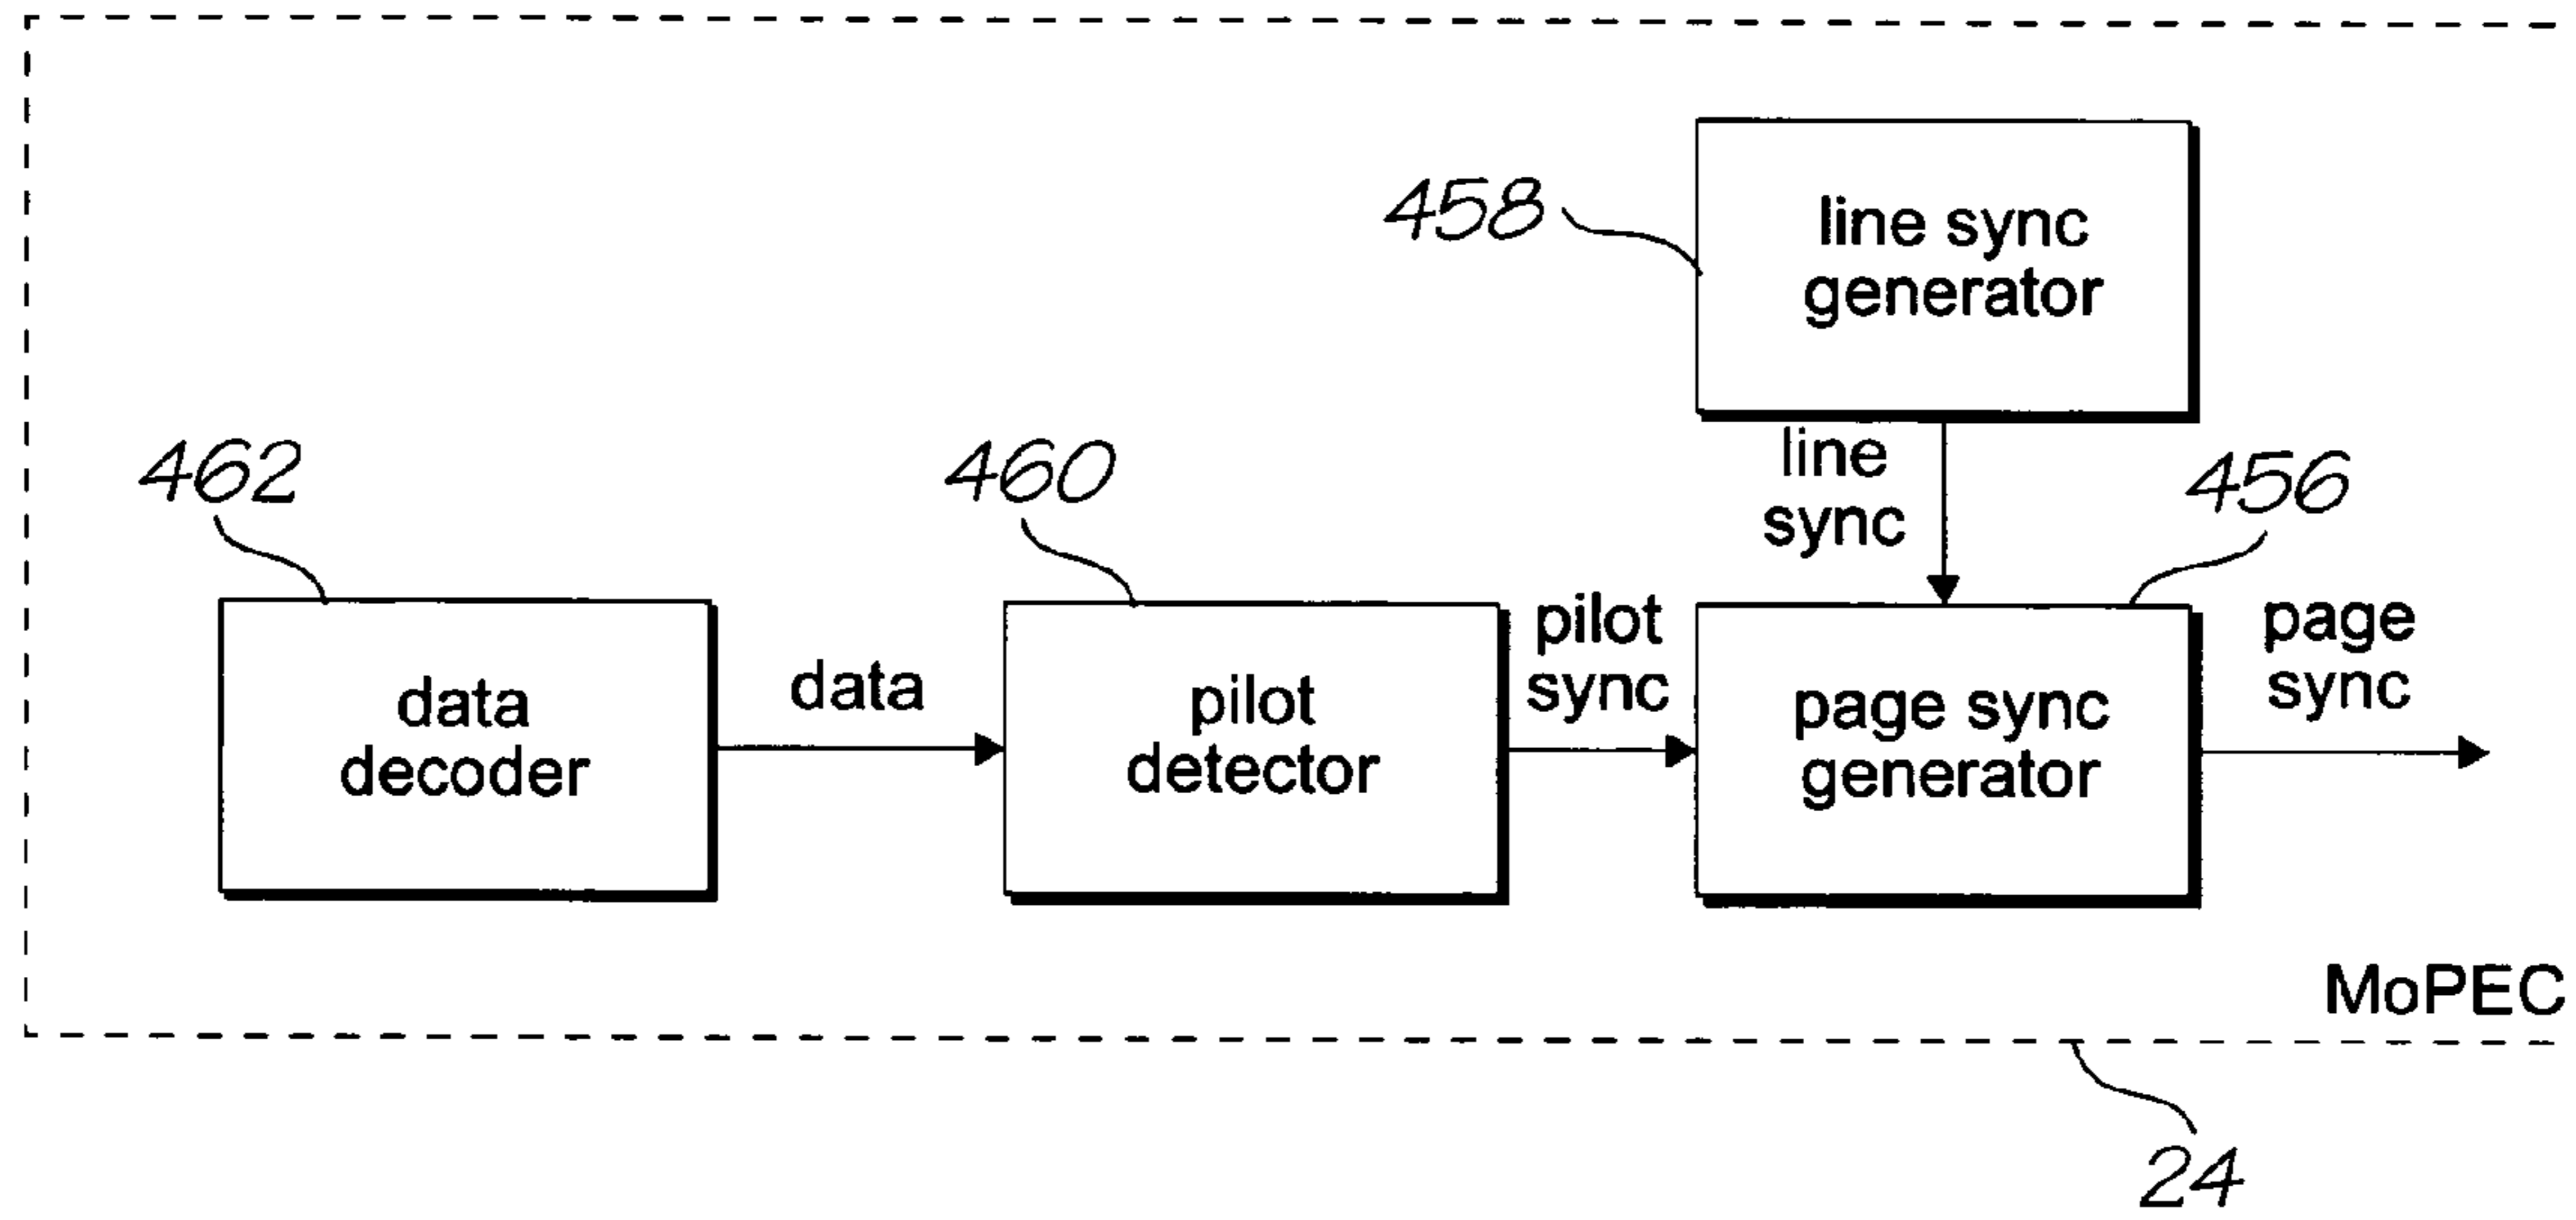 458
line sync
generator
line
sync
462
460
456
data
decoder
data
pilot
detector
pilot
sync
page sync
generator
page
sync
MoPEC
24